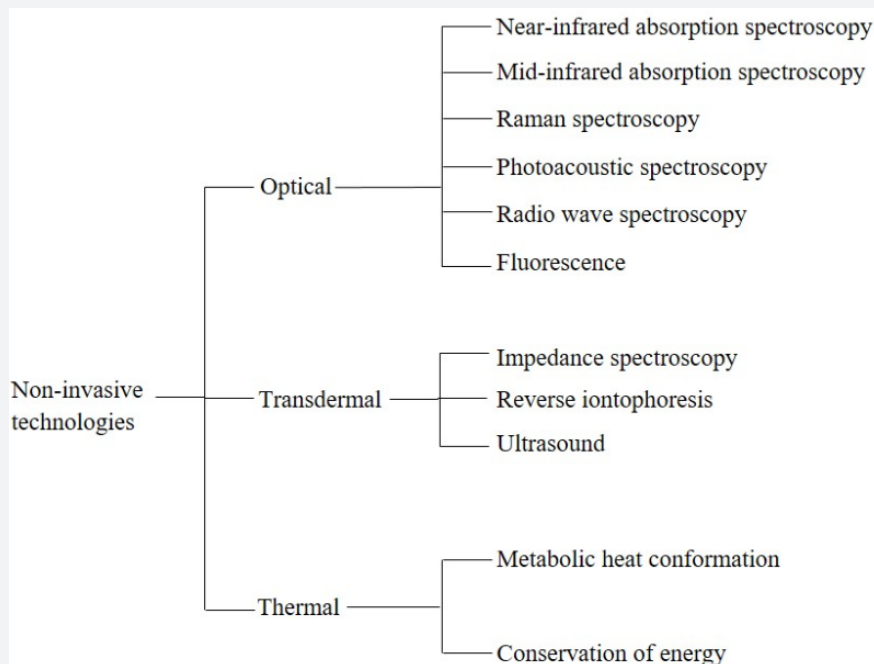 Near-infrared absorption spectroscopy
Mid-infrared absorption spectroscopy
Raman spectroscopy
Photoacoustic spectroscopy
Optical
Radio wave spectroscopy
Fluorescence
Impedance spectroscopy
Non-invasive
technologies
Transdermal
Reverse iontophoresis
Ultrasound
Metabolic heat conformation
Thermal
Conservation of energy